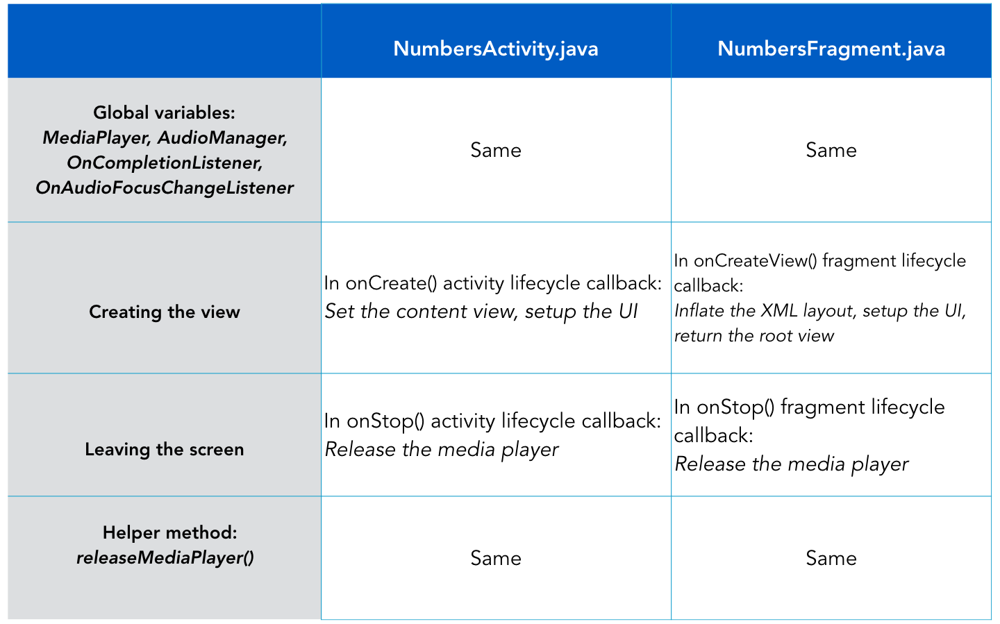 NumbersActivity.java
NumbersFragment.java
Global variables:
MediaPlayer, AudioManager,
OnCompletionListener,
OnAudioFocusChangeListener
Same
Same
Creating the view
In onCreate() activity lifecycle callback:
Set the content view, setup the UI
In onCreateView() fragment lifecycle
callback:
Inflate the XML layout, setup the UI,
return the root view
Leaving the screen
In onStop() activity lifecycle callback:
Release the media player
In onStop() fragment lifecycle
callback:
Release the media player
Helper method:
releaseMediaPlayer()
Same
Same